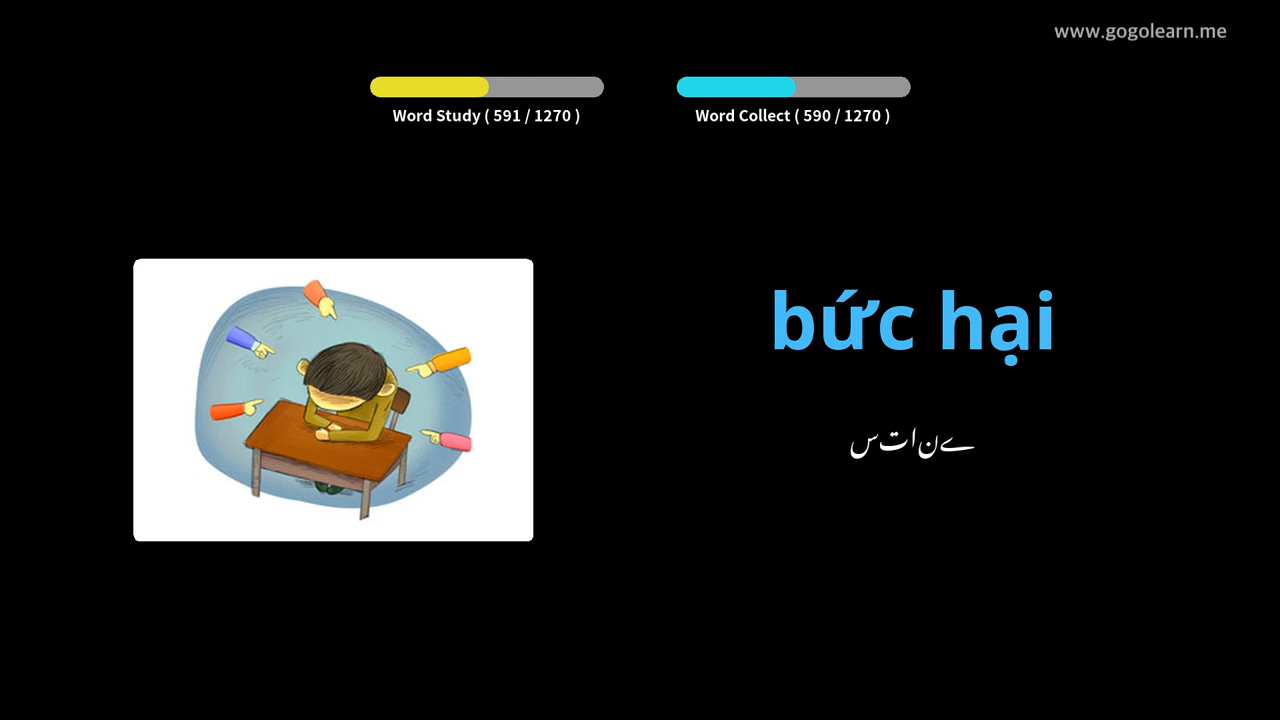 www.gogolearn.me
Word Study ( 591 / 1270 )
Word Collect ( 590 / 1270 )
bức hại
ستانے